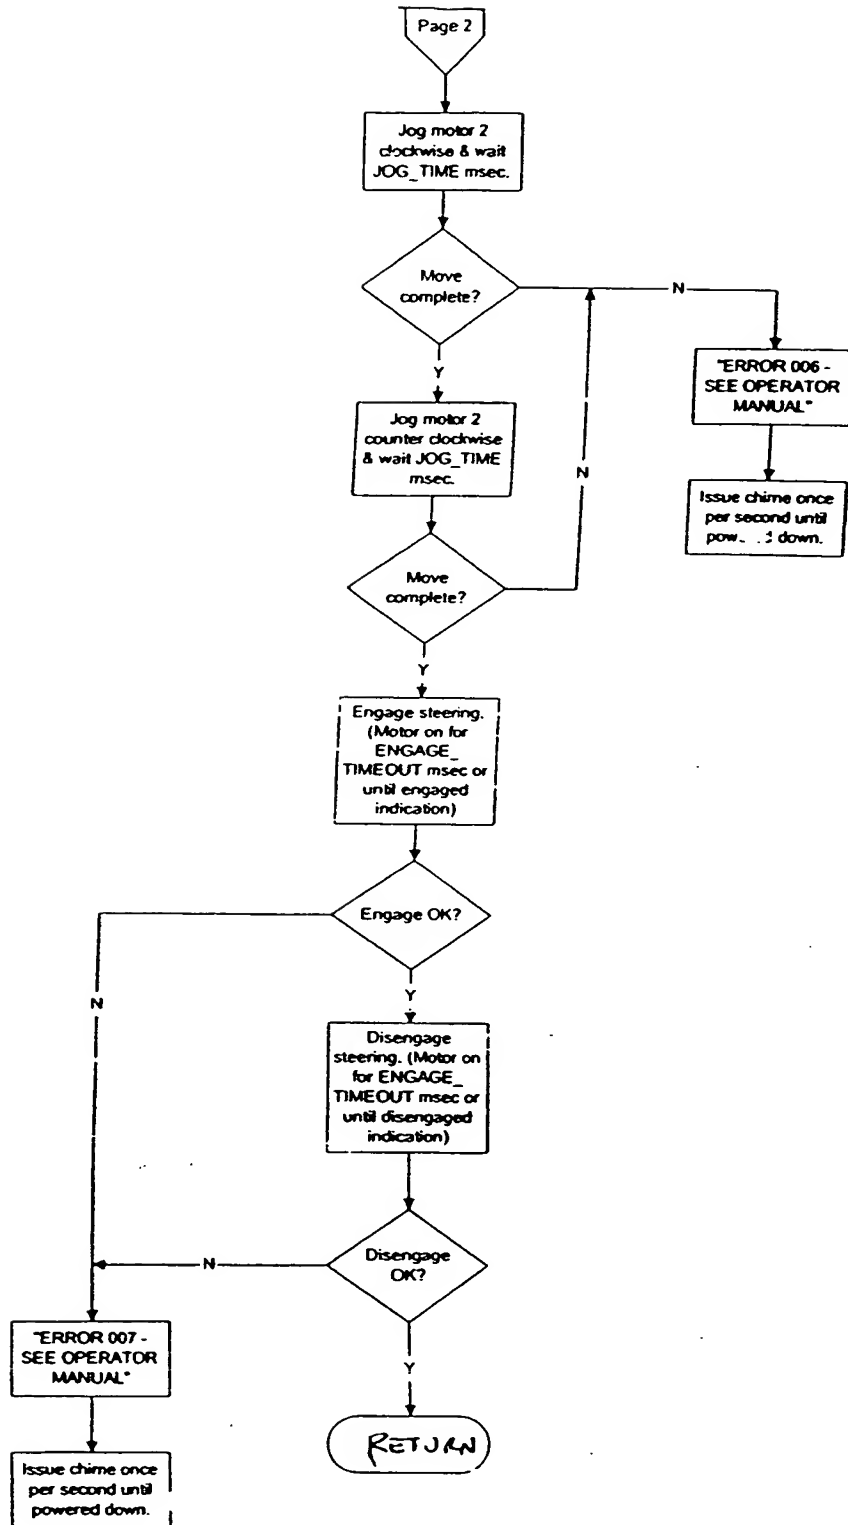 Page 2
Jog motor 2
clockwise & wait
JOG_TIME msec.
Move
complete?
N
Y
"ERROR 006 -
SEE OPERATOR
MANUAL"
Jog motor 2
counter clockwise
& wait JOG_TIME
msec.
N
Issue chime once
per second until
down.
Move
complete?
Y
Engage steering.
(Motor on for
ENGAGE_
TIMEOUT msec or
until engaged
indication)
Engage OK?
N
Y
Disengage
steering. (Motor on
for ENGAGE_
TIMEOUT msec or
until disengaged
indication)
Disengage
OK?
N
Y
"ERROR 007 -
SEE OPERATOR
MANUAL"
RETURN
Issue chime once
per second until
powered down.